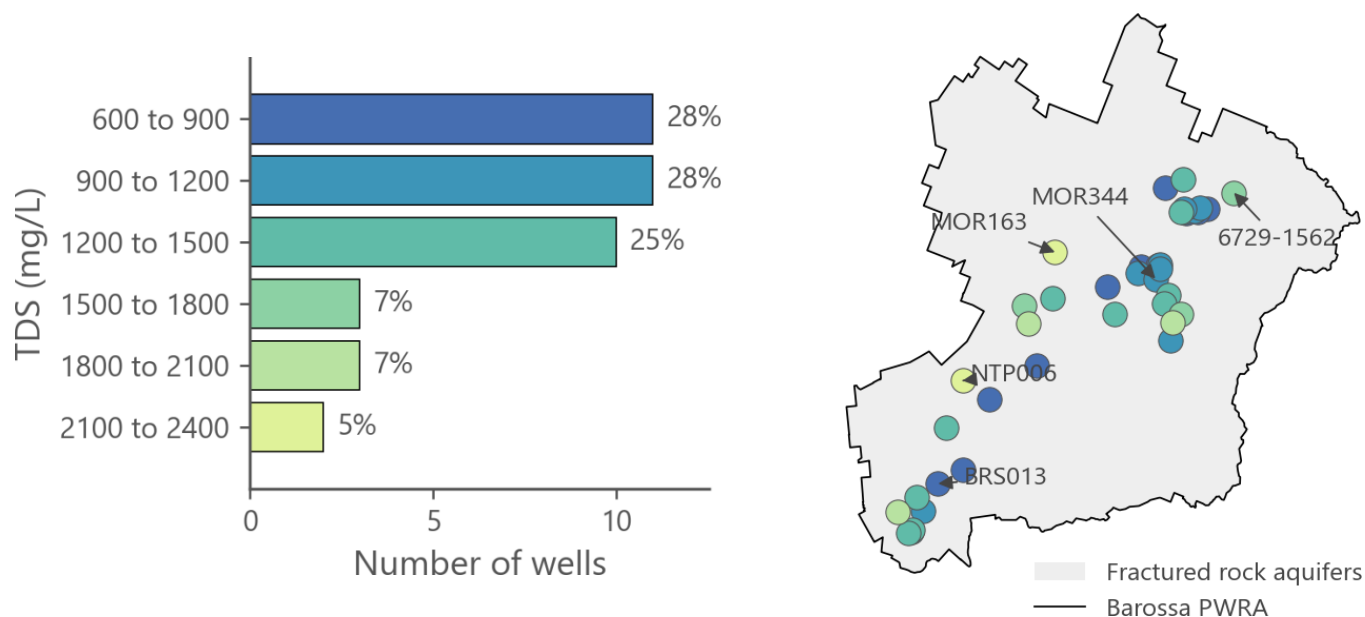 600 to 900
28%
900 to 1200
28%
1200 to 1500
25%
1500 to 1800
7%
1800 to 2100
7%
2100 to 2400
5%
TDS (mg/L)
0
5
10
Number of wells
MOR344
MOR163
6729-1562
NTP006
BRS013
Fractured rock aquifers
Barossa PWRA